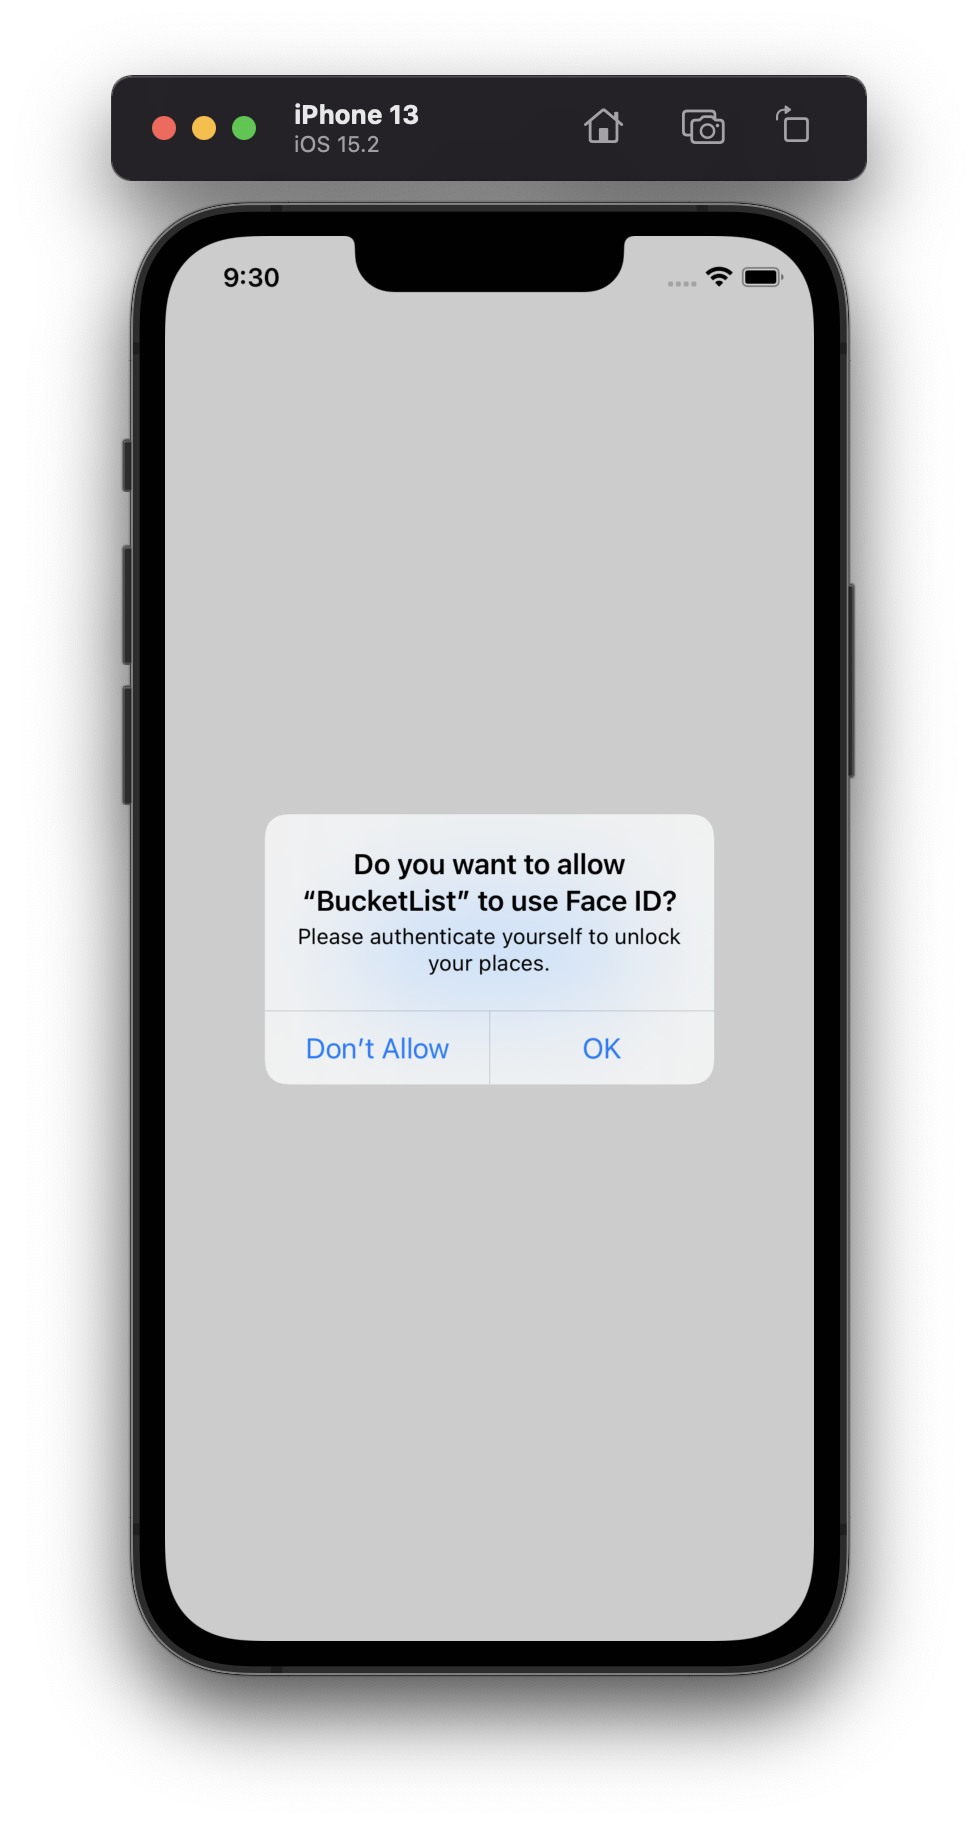 iPhone 13
iOS 15.2
9:30
Do you want to allow
“BucketList” to use Face ID?
Please authenticate yourself to unlock
your places.
Don’t Allow
OK